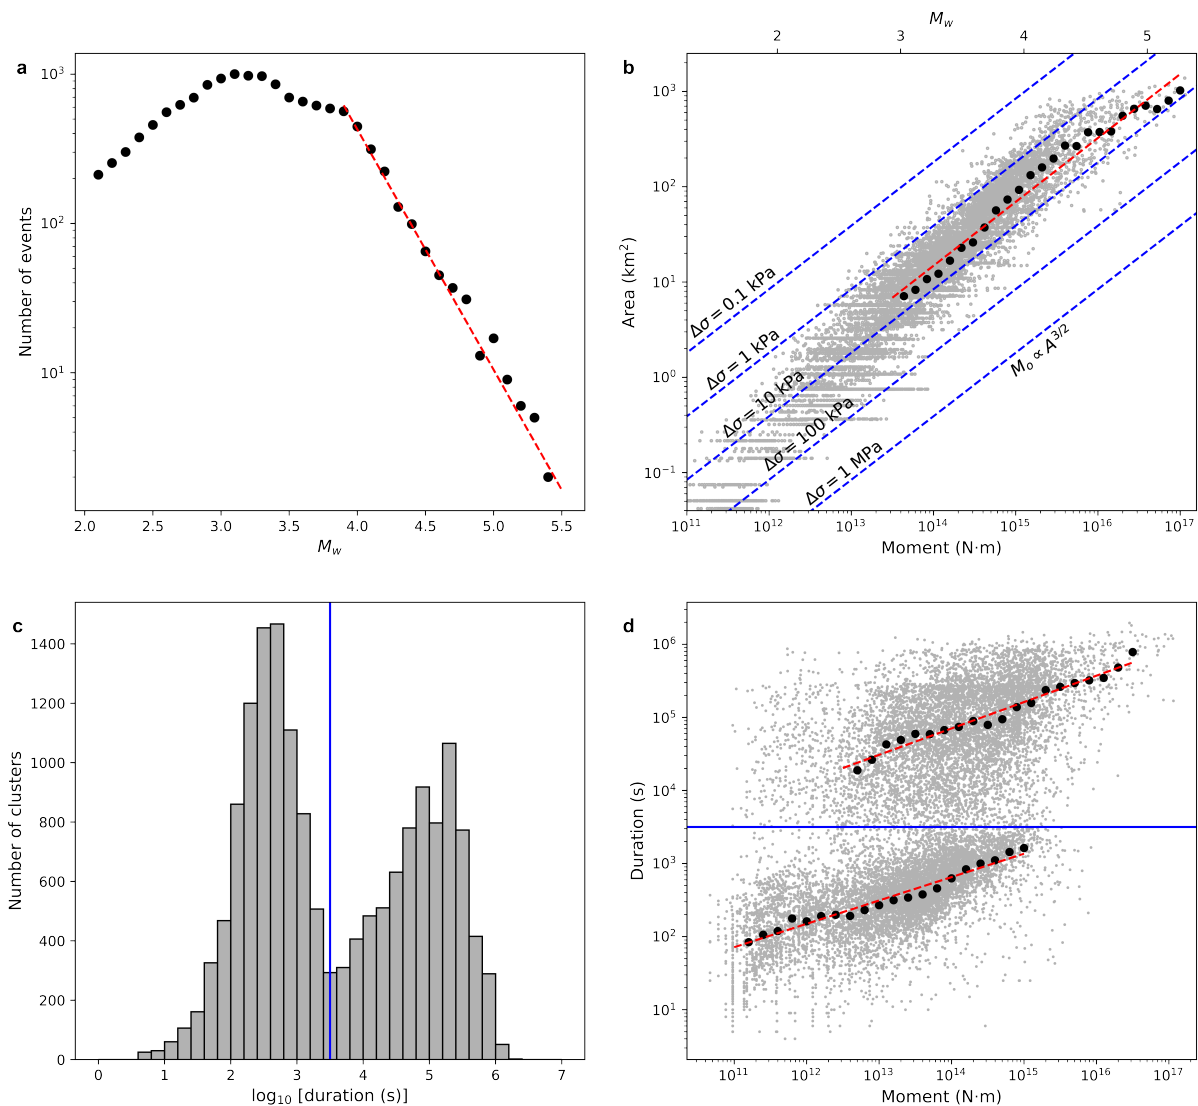 a
10³
10²
10¹
Number of events
2.0 2.5 3.0 3.5 4.0 4.5 5.0 5.5
M_w
M_w
2 3 4 5
b
10³
10²
10¹
10⁰
10⁻¹
Area (km²)
Δσ = 0.1 kPa
Δσ = 1 kPa
Δσ = 10 kPa
Δσ = 100 kPa
Δσ = 1 MPa
M_o ∝ A^{3/2}
10¹¹ 10¹² 10¹³ 10¹⁴ 10¹⁵ 10¹⁶ 10¹⁷
Moment (N·m)
c
1400
1200
1000
800
600
400
200
0
Number of clusters
0 1 2 3 4 5 6 7
log₁₀ [duration (s)]
d
10⁶
10⁵
10⁴
10³
10²
10¹
Duration (s)
10¹¹ 10¹² 10¹³ 10¹⁴ 10¹⁵ 10¹⁶ 10¹⁷
Moment (N·m)